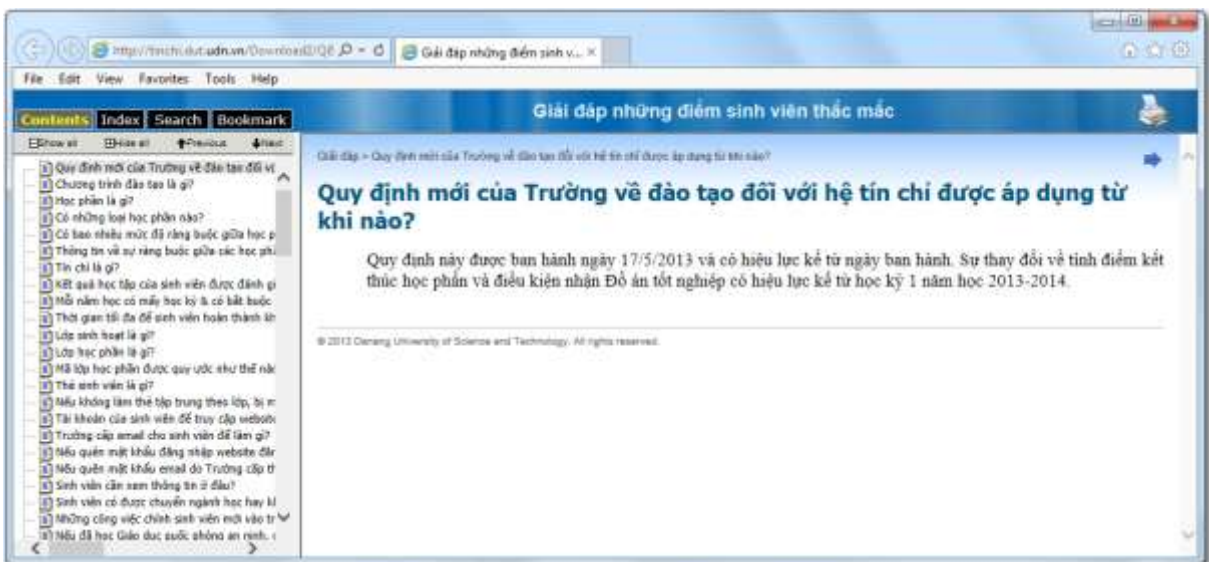 http://tinchi.dut.udn.vn/Download2/QĐ
Giải đáp những điểm sinh v...
File Edit View Favorites Tools Help
Contents Index Search Bookmark
Giải đáp những điểm sinh viên thắc mắc
Show all Hide all Previous Next
Giải đáp > Quy định mới của Trường về đào tạo đối với hệ tín chỉ được áp dụng từ khi nào?
Quy định mới của Trường về đào tạo đối với hệ tín chỉ được áp dụng từ
khi nào?
Quy định này được ban hành ngày 17/5/2013 và có hiệu lực kể từ ngày ban hành. Sự thay đổi về tính điểm kết
thúc học phần và điều kiện nhận Đồ án tốt nghiệp có hiệu lực kể từ học kỳ 1 năm học 2013-2014.
© 2013 Danang University of Science and Technology. All rights reserved.
Quy định mới của Trường về đào tạo đối vớ
Chương trình đào tạo là gì?
Học phần là gì?
Có những loại học phần nào?
Có bao nhiêu mức độ ràng buộc giữa học p
Thông tin về sự ràng buộc giữa các học phầ
Tín chỉ là gì?
Kết quả học tập của sinh viên được đánh gi
Mỗi năm học có mấy học kỳ & có bắt buộc
Thời gian tối đa để sinh viên hoàn thành kh
Lớp sinh hoạt là gì?
Lớp học phần là gì?
Mã lớp học phần được quy ước như thế nào
Thẻ sinh viên là gì?
Nếu không làm thẻ tập trung theo lớp, bị m
Tài khoản của sinh viên để truy cập website
Trường cấp email cho sinh viên để làm gì?
Nếu quên mật khẩu đăng nhập website đăn
Nếu quên mật khẩu email do Trường cấp th
Sinh viên cần xem thông tin ở đâu?
Sinh viên có được chuyển ngành học hay kh
Những công việc chính sinh viên mới vào tr
Nếu đã học Giáo dục quốc phòng an ninh,